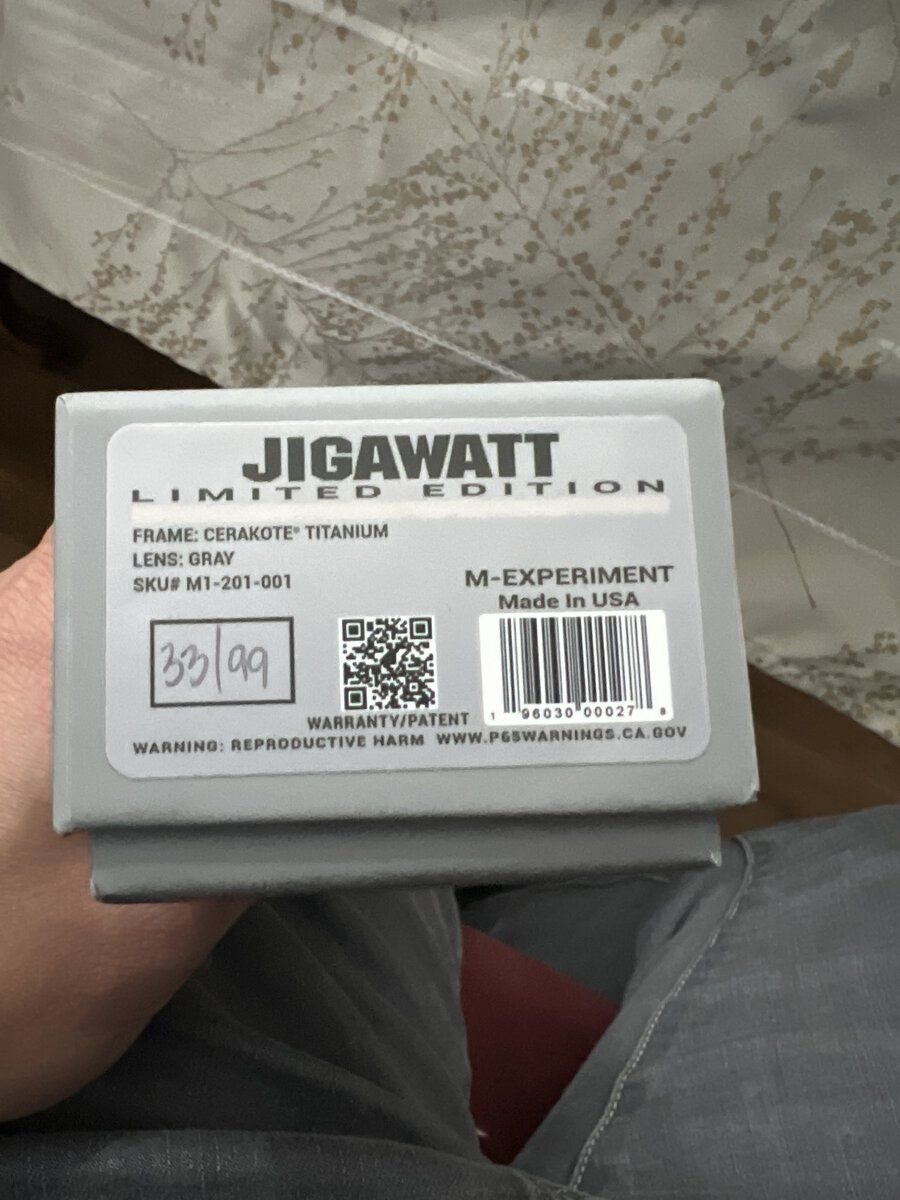 JIGAWATT
LIMITED EDITION
FRAME: CERAKOTE® TITANIUM
LENS: GRAY
SKU# M1-201-001
M-EXPERIMENT
Made In USA
33/99
1 96030 00027 8
WARRANTY/PATENT
WARNING: REPRODUCTIVE HARM WWW.P65WARNINGS.CA.GOV